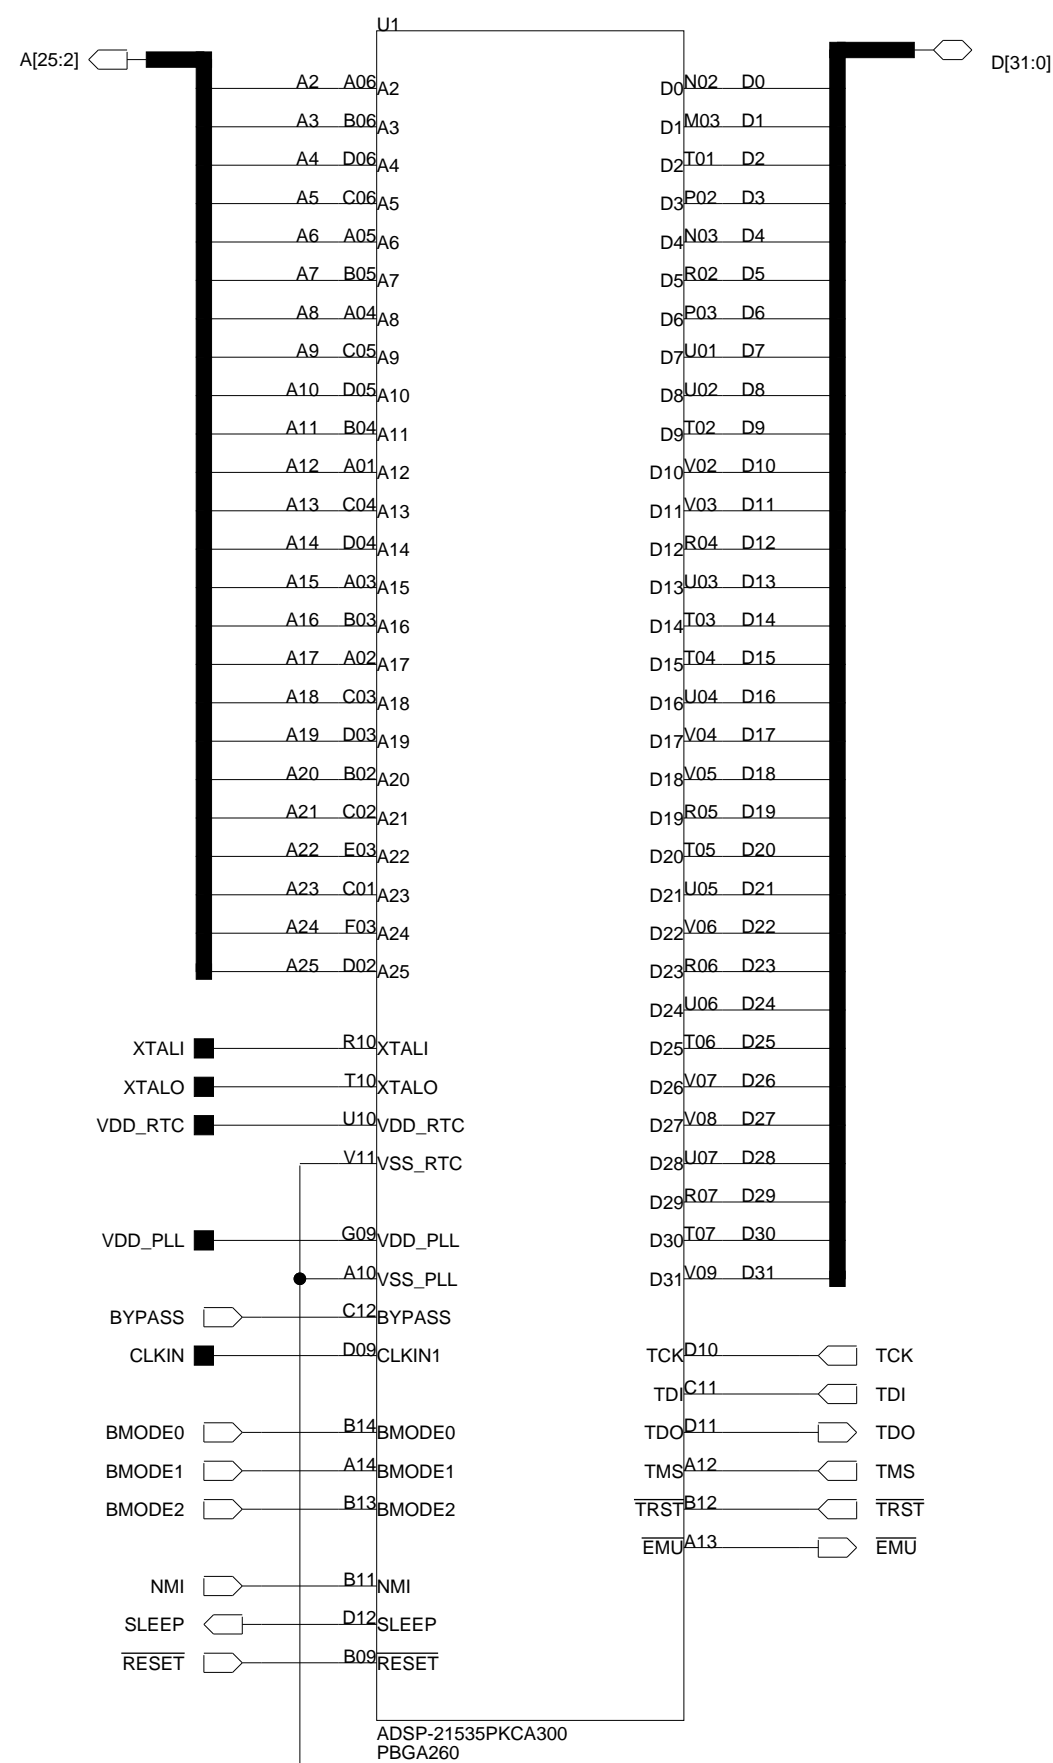 U1
A[25:2] D[31:0]
A2 A06 A2 D0 N02 D0
A3 B06 A3 D1 M03 D1
A4 D06 A4 D2 T01 D2
A5 C06 A5 D3 P02 D3
A6 A05 A6 D4 N03 D4
A7 B05 A7 D5 R02 D5
A8 A04 A8 D6 P03 D6
A9 C05 A9 D7 U01 D7
A10 D05 A10 D8 U02 D8
A11 B04 A11 D9 T02 D9
A12 A01 A12 D10 V02 D10
A13 C04 A13 D11 V03 D11
A14 D04 A14 D12 R04 D12
A15 A03 A15 D13 U03 D13
A16 B03 A16 D14 T03 D14
A17 A02 A17 D15 T04 D15
A18 C03 A18 D16 U04 D16
A19 D03 A19 D17 V04 D17
A20 B02 A20 D18 V05 D18
A21 C02 A21 D19 R05 D19
A22 E03 A22 D20 T05 D20
A23 C01 A23 D21 U05 D21
A24 F03 A24 D22 V06 D22
A25 D02 A25 D23 R06 D23
D24 U06 D24
XTALI R10 XTALI D25 T06 D25
XTALO T10 XTALO D26 V07 D26
VDD_RTC U10 VDD_RTC D27 V08 D27
V11 VSS_RTC D28 U07 D28
D29 R07 D29
VDD_PLL G09 VDD_PLL D30 T07 D30
A10 VSS_PLL D31 V09 D31
BYPASS C12 BYPASS
CLKIN D09 CLKIN1 TCK D10 TCK
TDI C11 TDI
BMODE0 B14 BMODE0 TDO D11 TDO
BMODE1 A14 BMODE1 TMS A12 TMS
BMODE2 B13 BMODE2 TRST B12 TRST
EMU A13 EMU
NMI B11 NMI
SLEEP D12 SLEEP
RESET B09 RESET
ADSP-21535PKCA300
PBGA260